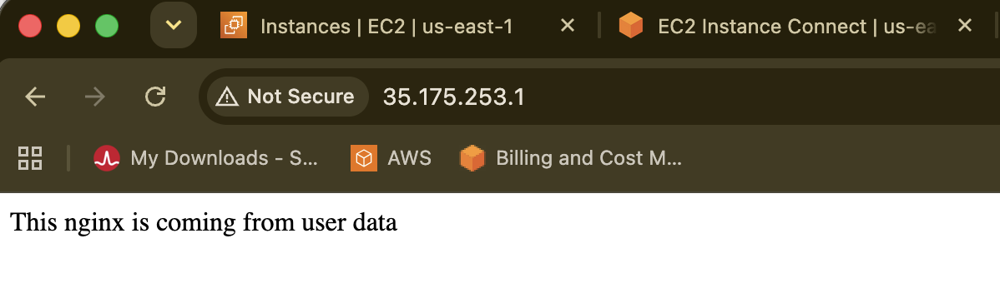 Instances | EC2 | us-east-1
EC2 Instance Connect | us-ea
Not Secure
35.175.253.1
My Downloads - S...
AWS
Billing and Cost M...
This nginx is coming from user data